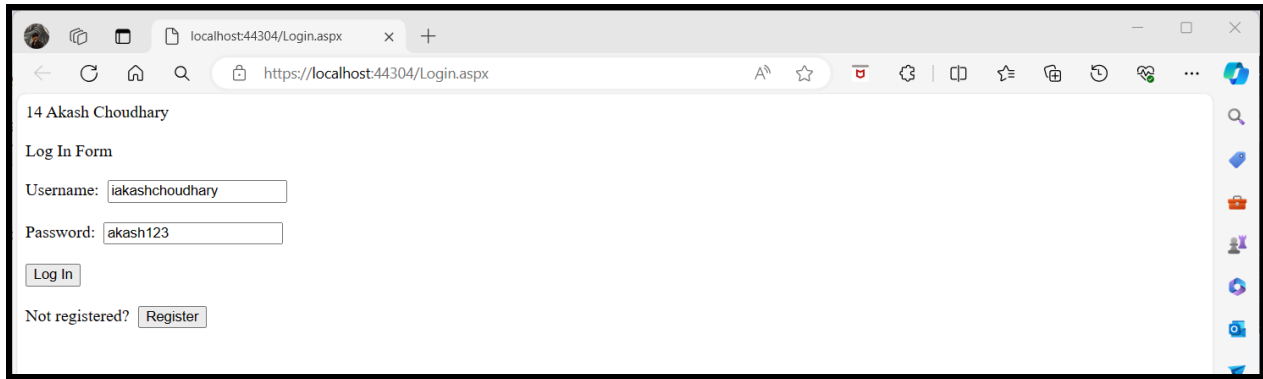 localhost:44304/Login.aspx
https://localhost:44304/Login.aspx
14 Akash Choudhary
Log In Form
Username: iakashchoudhary
Password: akash123
Log In
Not registered? Register